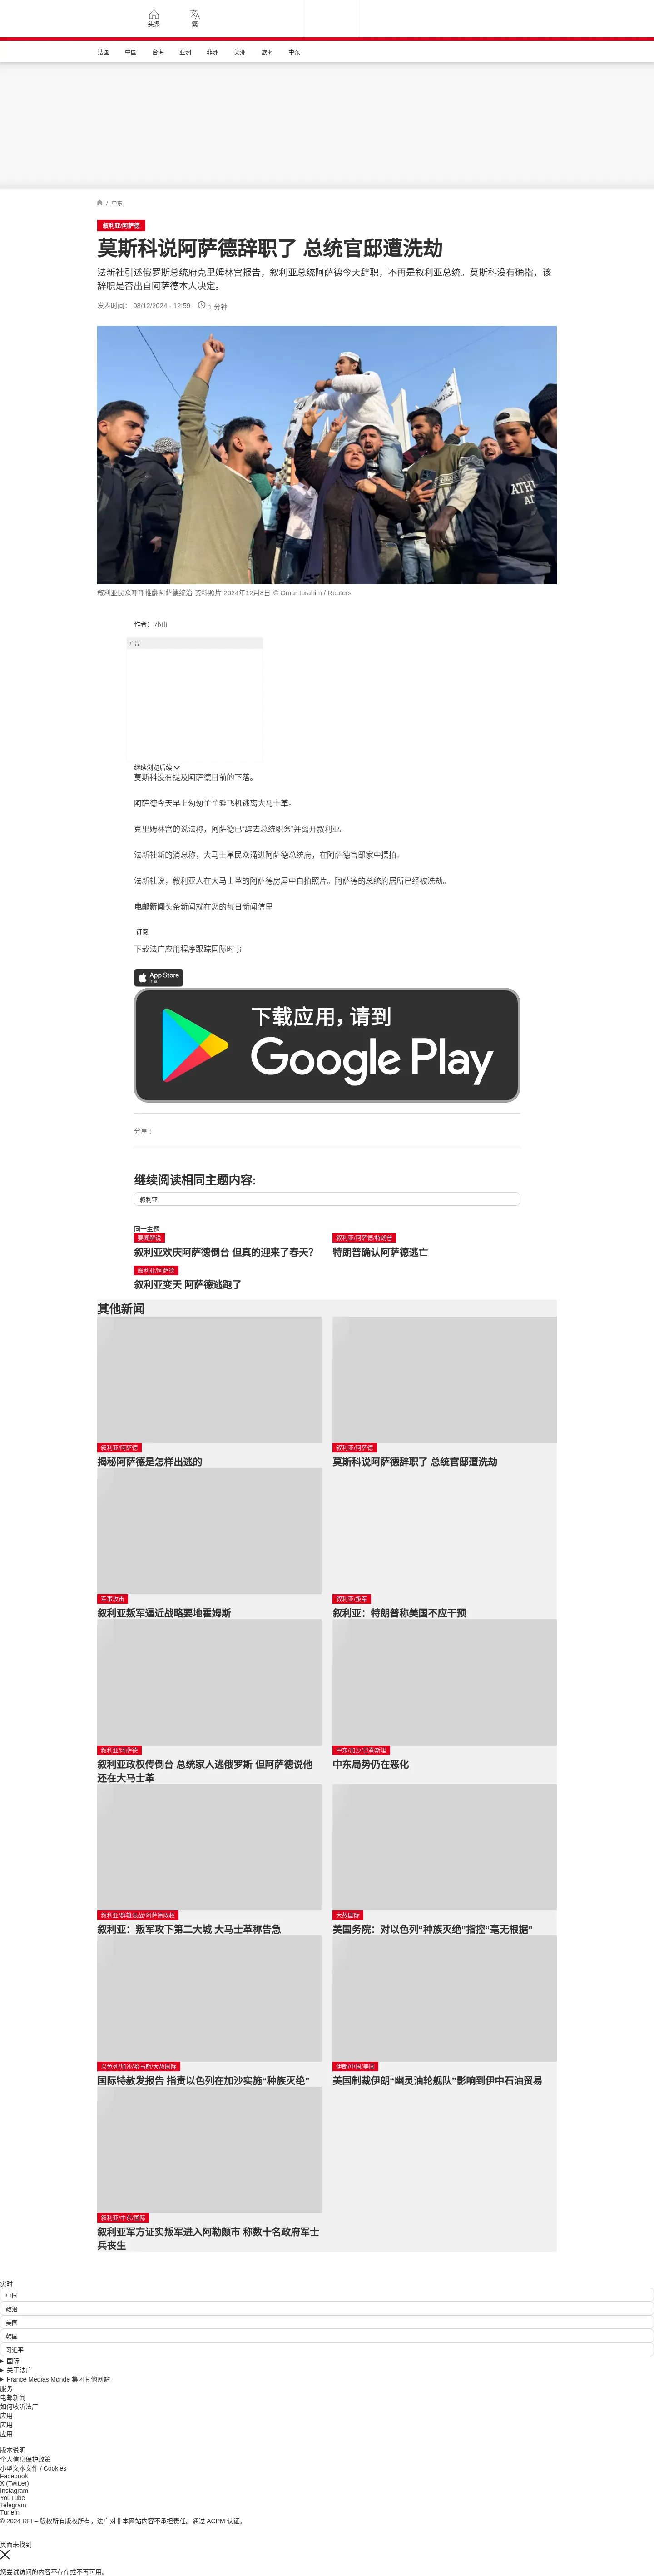 头条
繁
法国 中国 台海 亚洲 非洲 美洲 欧洲 中东
/ 中东
叙利亚/阿萨德
莫斯科说阿萨德辞职了 总统官邸遭洗劫
法新社引述俄罗斯总统府克里姆林宫报告，叙利亚总统阿萨德今天辞职，不再是叙利亚总统。莫斯科没有确指，该
辞职是否出自阿萨德本人决定。
发表时间： 08/12/2024 - 12:59 1 分钟
叙利亚民众呼呼推翻阿萨德统治 资料照片 2024年12月8日 © Omar Ibrahim / Reuters
作者： 小山
广告
继续浏览后续
莫斯科没有提及阿萨德目前的下落。
阿萨德今天早上匆匆忙忙乘飞机逃离大马士革。
克里姆林宫的说法称，阿萨德已“辞去总统职务”并离开叙利亚。
法新社新的消息称，大马士革民众涌进阿萨德总统府，在阿萨德官邸家中摆拍。
法新社说，叙利亚人在大马士革的阿萨德房屋中自拍照片。阿萨德的总统府居所已经被洗劫。
电邮新闻头条新闻就在您的每日新闻信里
订阅
下载法广应用程序跟踪国际时事
App Store
下载
下载应用，请到
Google Play
分享 :
继续阅读相同主题内容:
叙利亚
同一主题
要闻解说
叙利亚欢庆阿萨德倒台 但真的迎来了春天？
叙利亚/阿萨德/特朗普
特朗普确认阿萨德逃亡
叙利亚/阿萨德
叙利亚变天 阿萨德逃跑了
其他新闻
叙利亚/阿萨德
揭秘阿萨德是怎样出逃的
叙利亚/阿萨德
莫斯科说阿萨德辞职了 总统官邸遭洗劫
军事攻击
叙利亚叛军逼近战略要地霍姆斯
叙利亚/叛军
叙利亚：特朗普称美国不应干预
叙利亚/阿萨德
叙利亚政权传倒台 总统家人逃俄罗斯 但阿萨德说他
还在大马士革
中东/加沙/巴勒斯坦
中东局势仍在恶化
叙利亚/群雄混战/阿萨德政权
叙利亚：叛军攻下第二大城 大马士革称告急
大赦国际
美国务院：对以色列“种族灭绝”指控“毫无根据”
以色列/加沙/哈马斯/大赦国际
国际特赦发报告 指责以色列在加沙实施“种族灭绝”
伊朗/中国/美国
美国制裁伊朗“幽灵油轮舰队”影响到伊中石油贸易
叙利亚/中东/国际
叙利亚军方证实叛军进入阿勒颇市 称数十名政府军士
兵丧生
实时
中国
政治
美国
韩国
习近平
国际
关于法广
France Médias Monde 集团其他网站
服务
电邮新闻
如何收听法广
应用
应用
应用
版本说明
个人信息保护政策
小型文本文件 / Cookies
Facebook
X (Twitter)
Instagram
YouTube
Telegram
TuneIn
© 2024 RFI – 版权所有版权所有。法广对非本网站内容不承担责任。通过 ACPM 认证。
页面未找到
您尝试访问的内容不存在或不再可用。